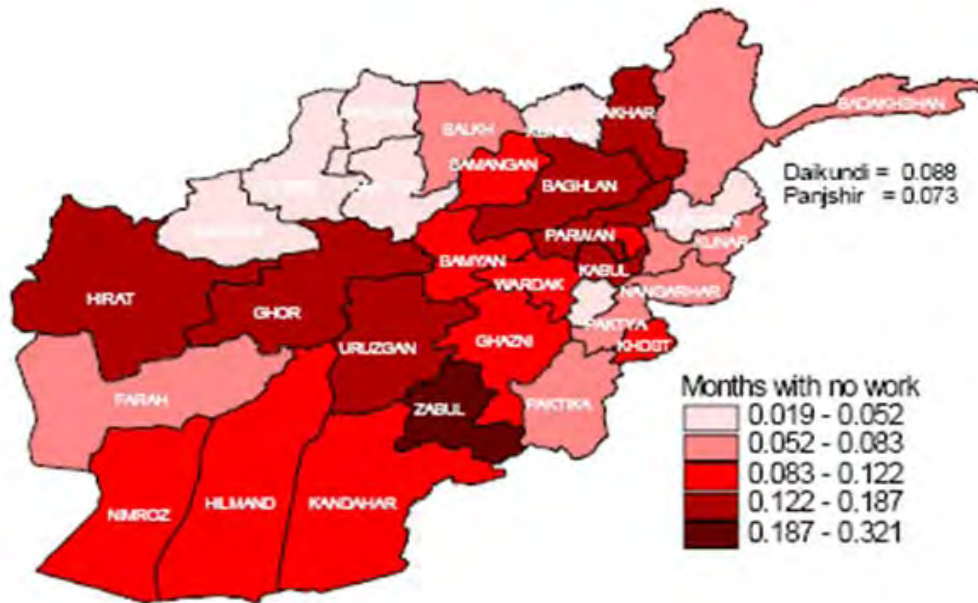 BADAKHSHAN
BALKH
SAMANGAN
BAGHLAN
Daikundi = 0.088
Panjshir = 0.073
PARWAN
KUNAR
BAMYAN
KABUL
WARDAK
NANGARHAR
HIRAT
GHOR
GHAZNI
PAKTYA
KHOST
URUZGAN
FARAH
ZABUL
PAKTIKA
NIMROZ
HILMAND
KANDAHAR
Months with no work
0.019 - 0.052
0.052 - 0.083
0.083 - 0.122
0.122 - 0.187
0.187 - 0.321